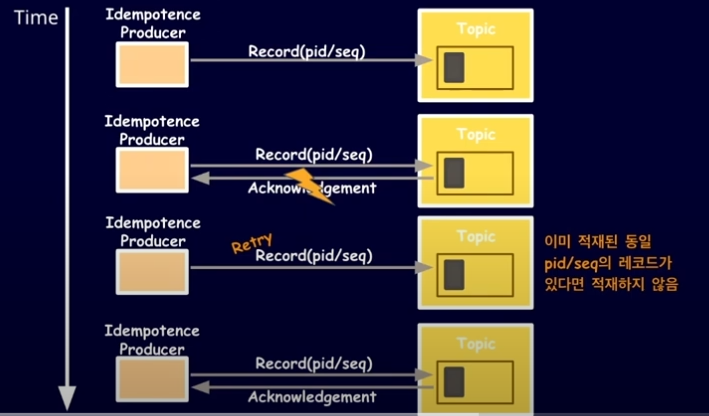 Time
Idempotence
Producer
Record(pid/seq)
Topic
Idempotence
Producer
Record(pid/seq)
Acknowledgement
Topic
Idempotence
Producer
Retry
Record(pid/seq)
Topic
이미 적재된 동일
pid/seq의 레코드가
있다면 적재하지 않음
Idempotence
Producer
Record(pid/seq)
Acknowledgement
Topic